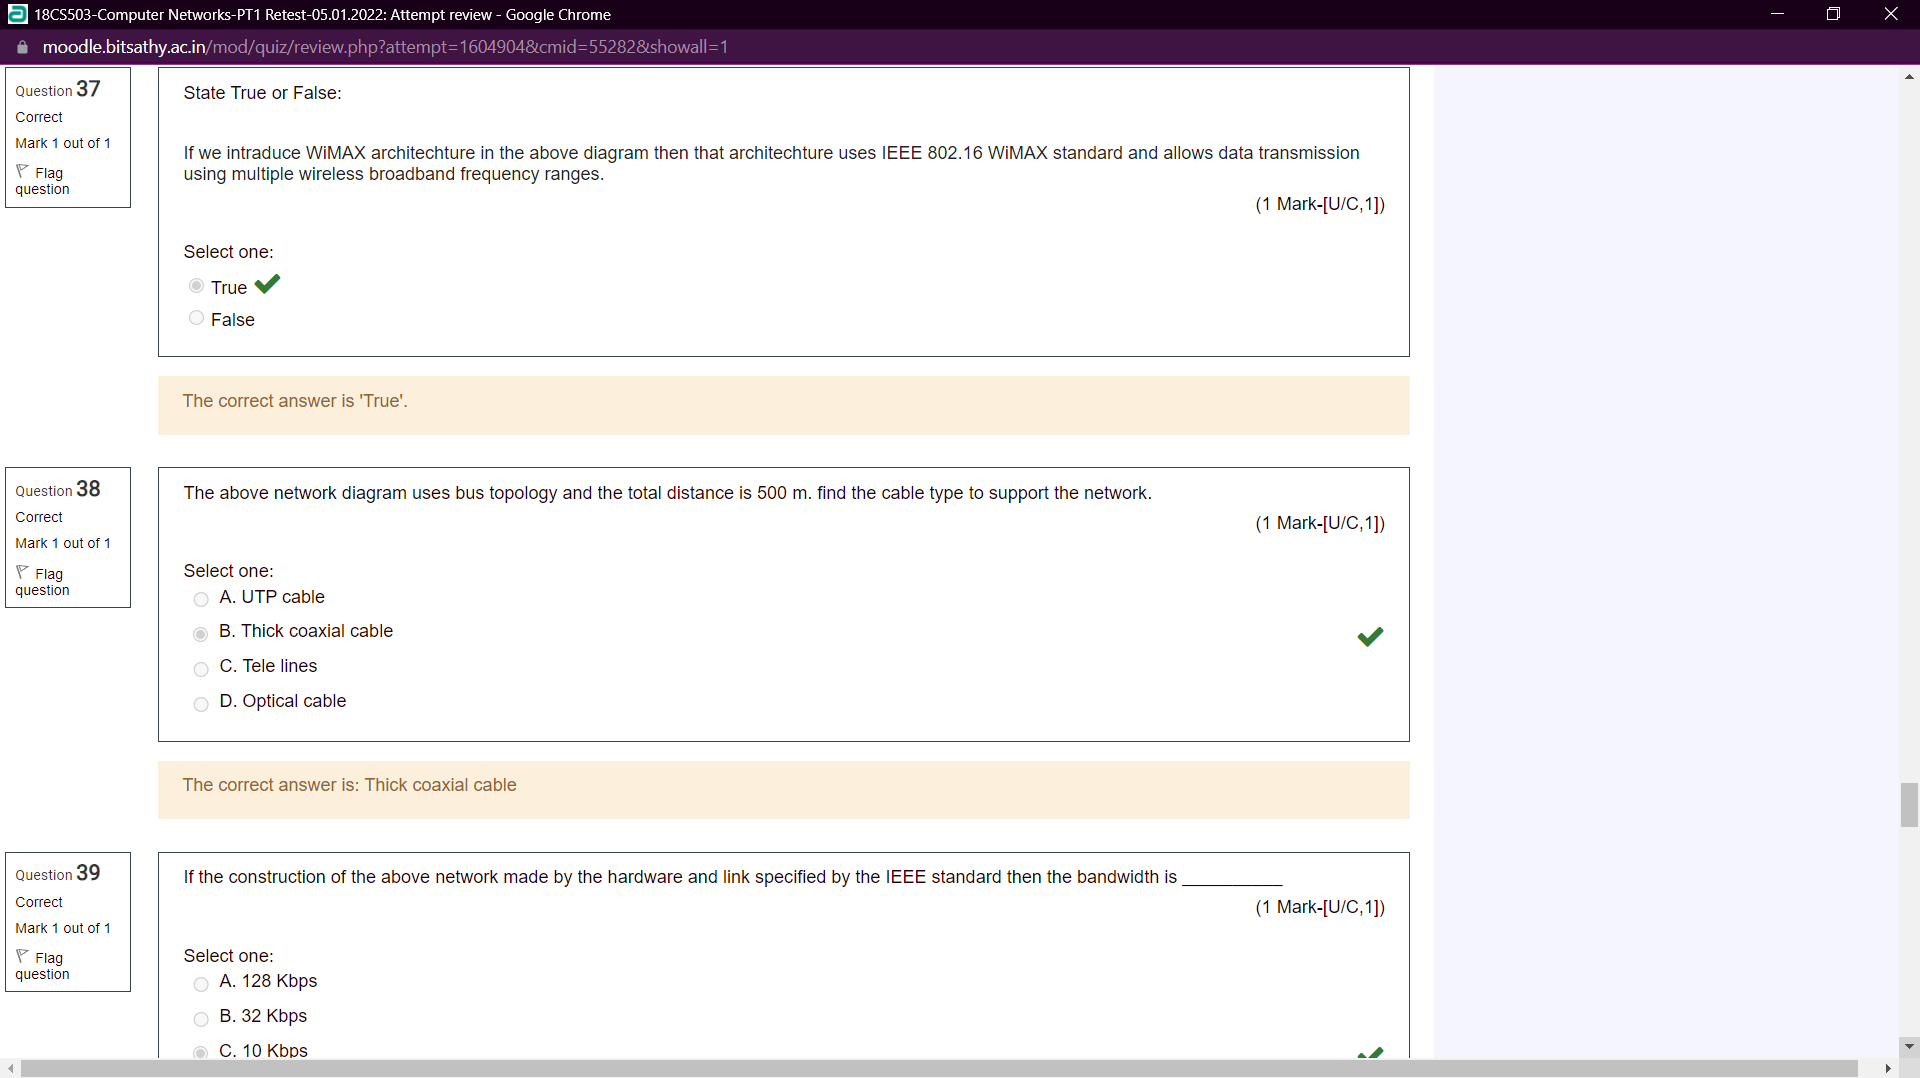 18CS503-Computer Networks-PT1 Retest-05.01.2022: Attempt review - Google Chrome
moodle.bitsathy.ac.in/mod/quiz/review.php?attempt=1604904&cmid=55282&showall=1
Question 37
Correct
Mark 1 out of 1
Flag
question
State True or False:
If we intraduce WiMAX architechture in the above diagram then that architechture uses IEEE 802.16 WiMAX standard and allows data transmission
using multiple wireless broadband frequency ranges.
(1 Mark-[U/C,1])
Select one:
True
False
The correct answer is 'True'.
Question 38
Correct
Mark 1 out of 1
Flag
question
The above network diagram uses bus topology and the total distance is 500 m. find the cable type to support the network.
(1 Mark-[U/C,1])
Select one:
A. UTP cable
B. Thick coaxial cable
C. Tele lines
D. Optical cable
The correct answer is: Thick coaxial cable
Question 39
Correct
Mark 1 out of 1
Flag
question
If the construction of the above network made by the hardware and link specified by the IEEE standard then the bandwidth is __________
(1 Mark-[U/C,1])
Select one:
A. 128 Kbps
B. 32 Kbps
C. 10 Kbps